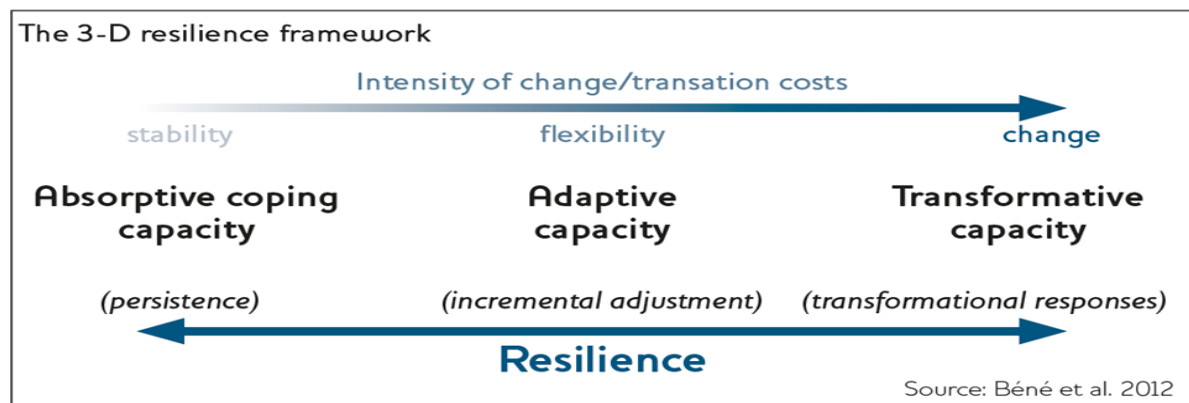 The 3-D resilience framework
Intensity of change/transation costs
stability flexibility change
Absorptive coping capacity
Adaptive capacity
Transformative capacity
(persistence) (incremental adjustment) (transformational responses)
Resilience
Source: Béné et al. 2012